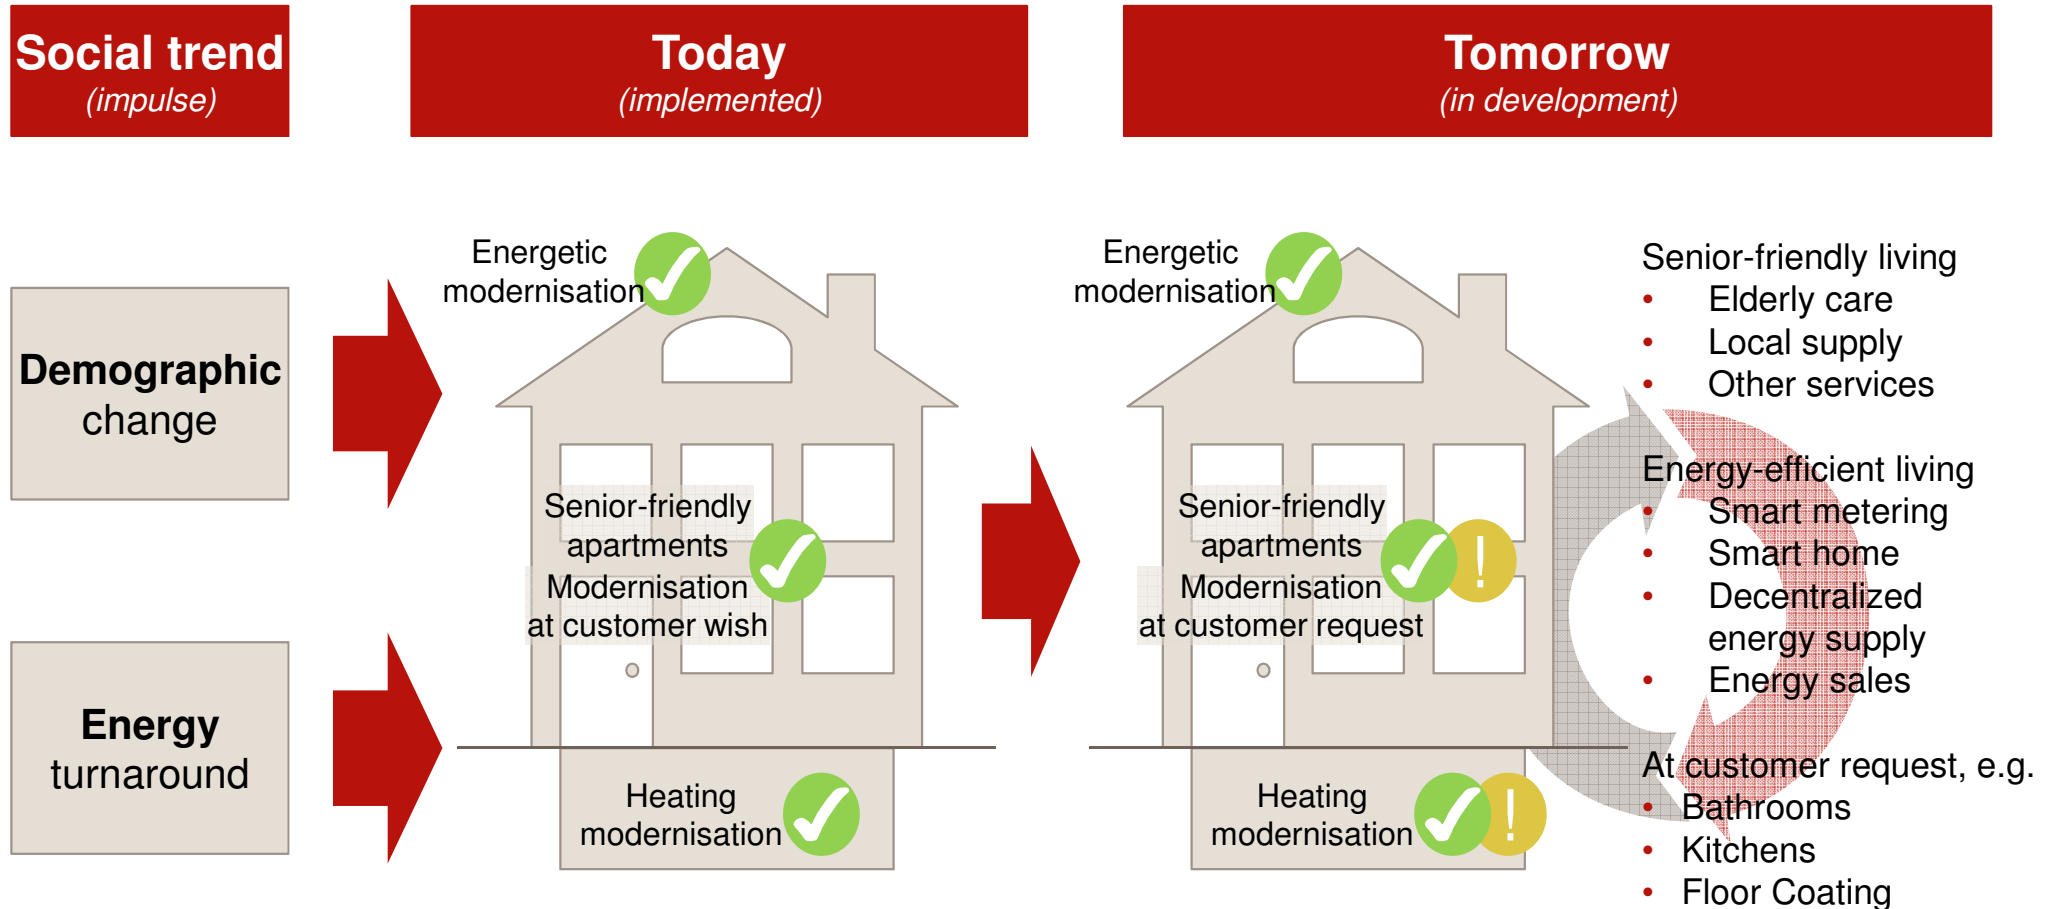 Social trend
(impulse)
Today
(implemented)
Tomorrow
(in development)
Demographic
change
Energy
turnaround
Energetic
modernisation
Senior-friendly
apartments
Modernisation
at customer wish
Heating
modernisation
Energetic
modernisation
Senior-friendly
apartments
Modernisation
at customer request
!
Heating
modernisation
!
Senior-friendly living
• Elderly care
• Local supply
• Other services
Energy-efficient living
• Smart metering
• Smart home
• Decentralized
energy supply
• Energy sales
At customer request, e.g.
• Bathrooms
• Kitchens
• Floor Coating